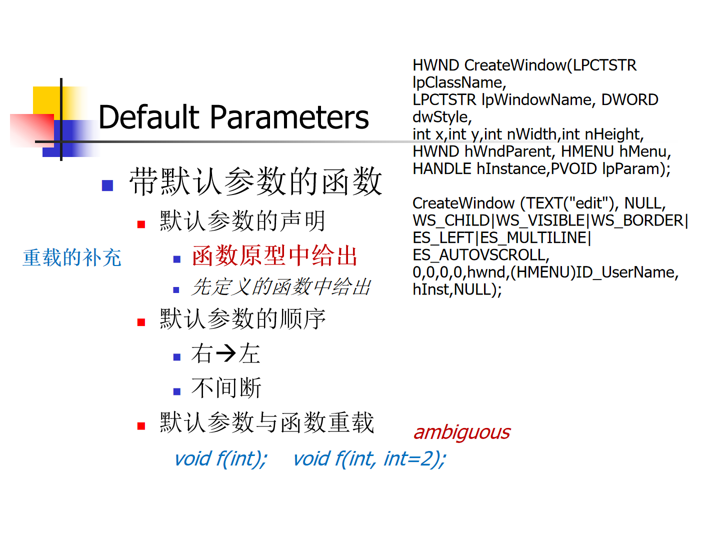 Default Parameters
带默认参数的函数
默认参数的声明
重载的补充
函数原型中给出
先定义的函数中给出
默认参数的顺序
右→左
不间断
默认参数与函数重载
ambiguous
void f(int); void f(int, int=2);
HWND CreateWindow(LPCTSTR
lpClassName,
LPCTSTR lpWindowName, DWORD
dwStyle,
int x,int y,int nWidth,int nHeight,
HWND hWndParent, HMENU hMenu,
HANDLE hInstance,PVOID lpParam);
CreateWindow (TEXT("edit"), NULL,
WS_CHILD|WS_VISIBLE|WS_BORDER|
ES_LEFT|ES_MULTILINE|
ES_AUTOVSCROLL,
0,0,0,0,hwnd,(HMENU)ID_UserName,
hInst,NULL);